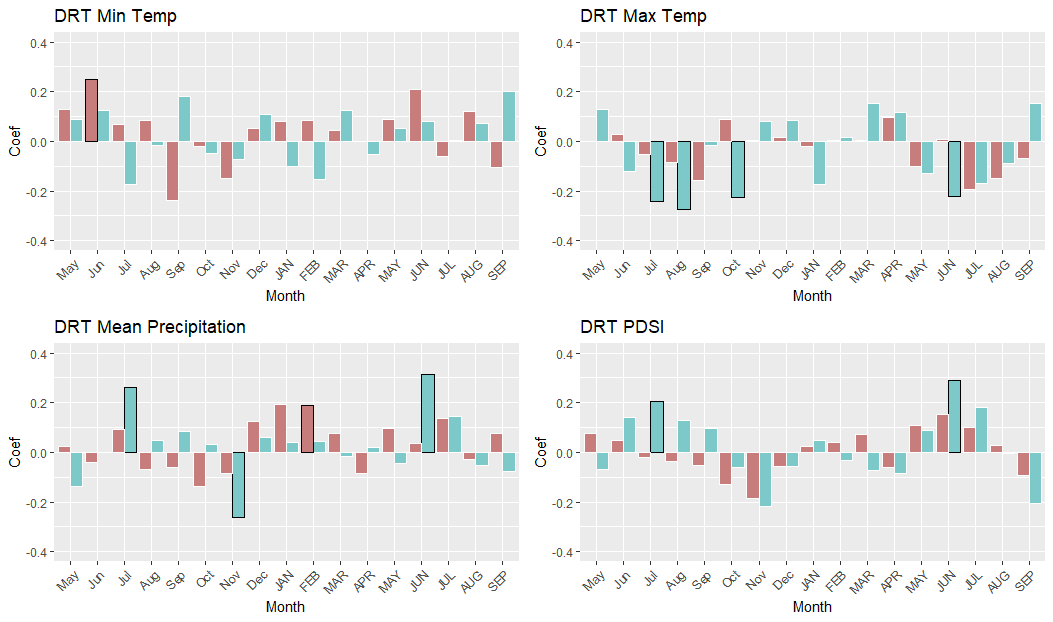 DRT Min Temp
0.4
0.2
0.0
-0.2
-0.4
Coef
May Jun Jul Aug Sep Oct Nov Dec JAN FEB MAR APR MAY JUN JUL AUG SEP
Month
DRT Max Temp
0.4
0.2
0.0
-0.2
-0.4
Coef
May Jun Jul Aug Sep Oct Nov Dec JAN FEB MAR APR MAY JUN JUL AUG SEP
Month
DRT Mean Precipitation
0.4
0.2
0.0
-0.2
-0.4
Coef
May Jun Jul Aug Sep Oct Nov Dec JAN FEB MAR APR MAY JUN JUL AUG SEP
Month
DRT PDSI
0.4
0.2
0.0
-0.2
-0.4
Coef
May Jun Jul Aug Sep Oct Nov Dec JAN FEB MAR APR MAY JUN JUL AUG SEP
Month